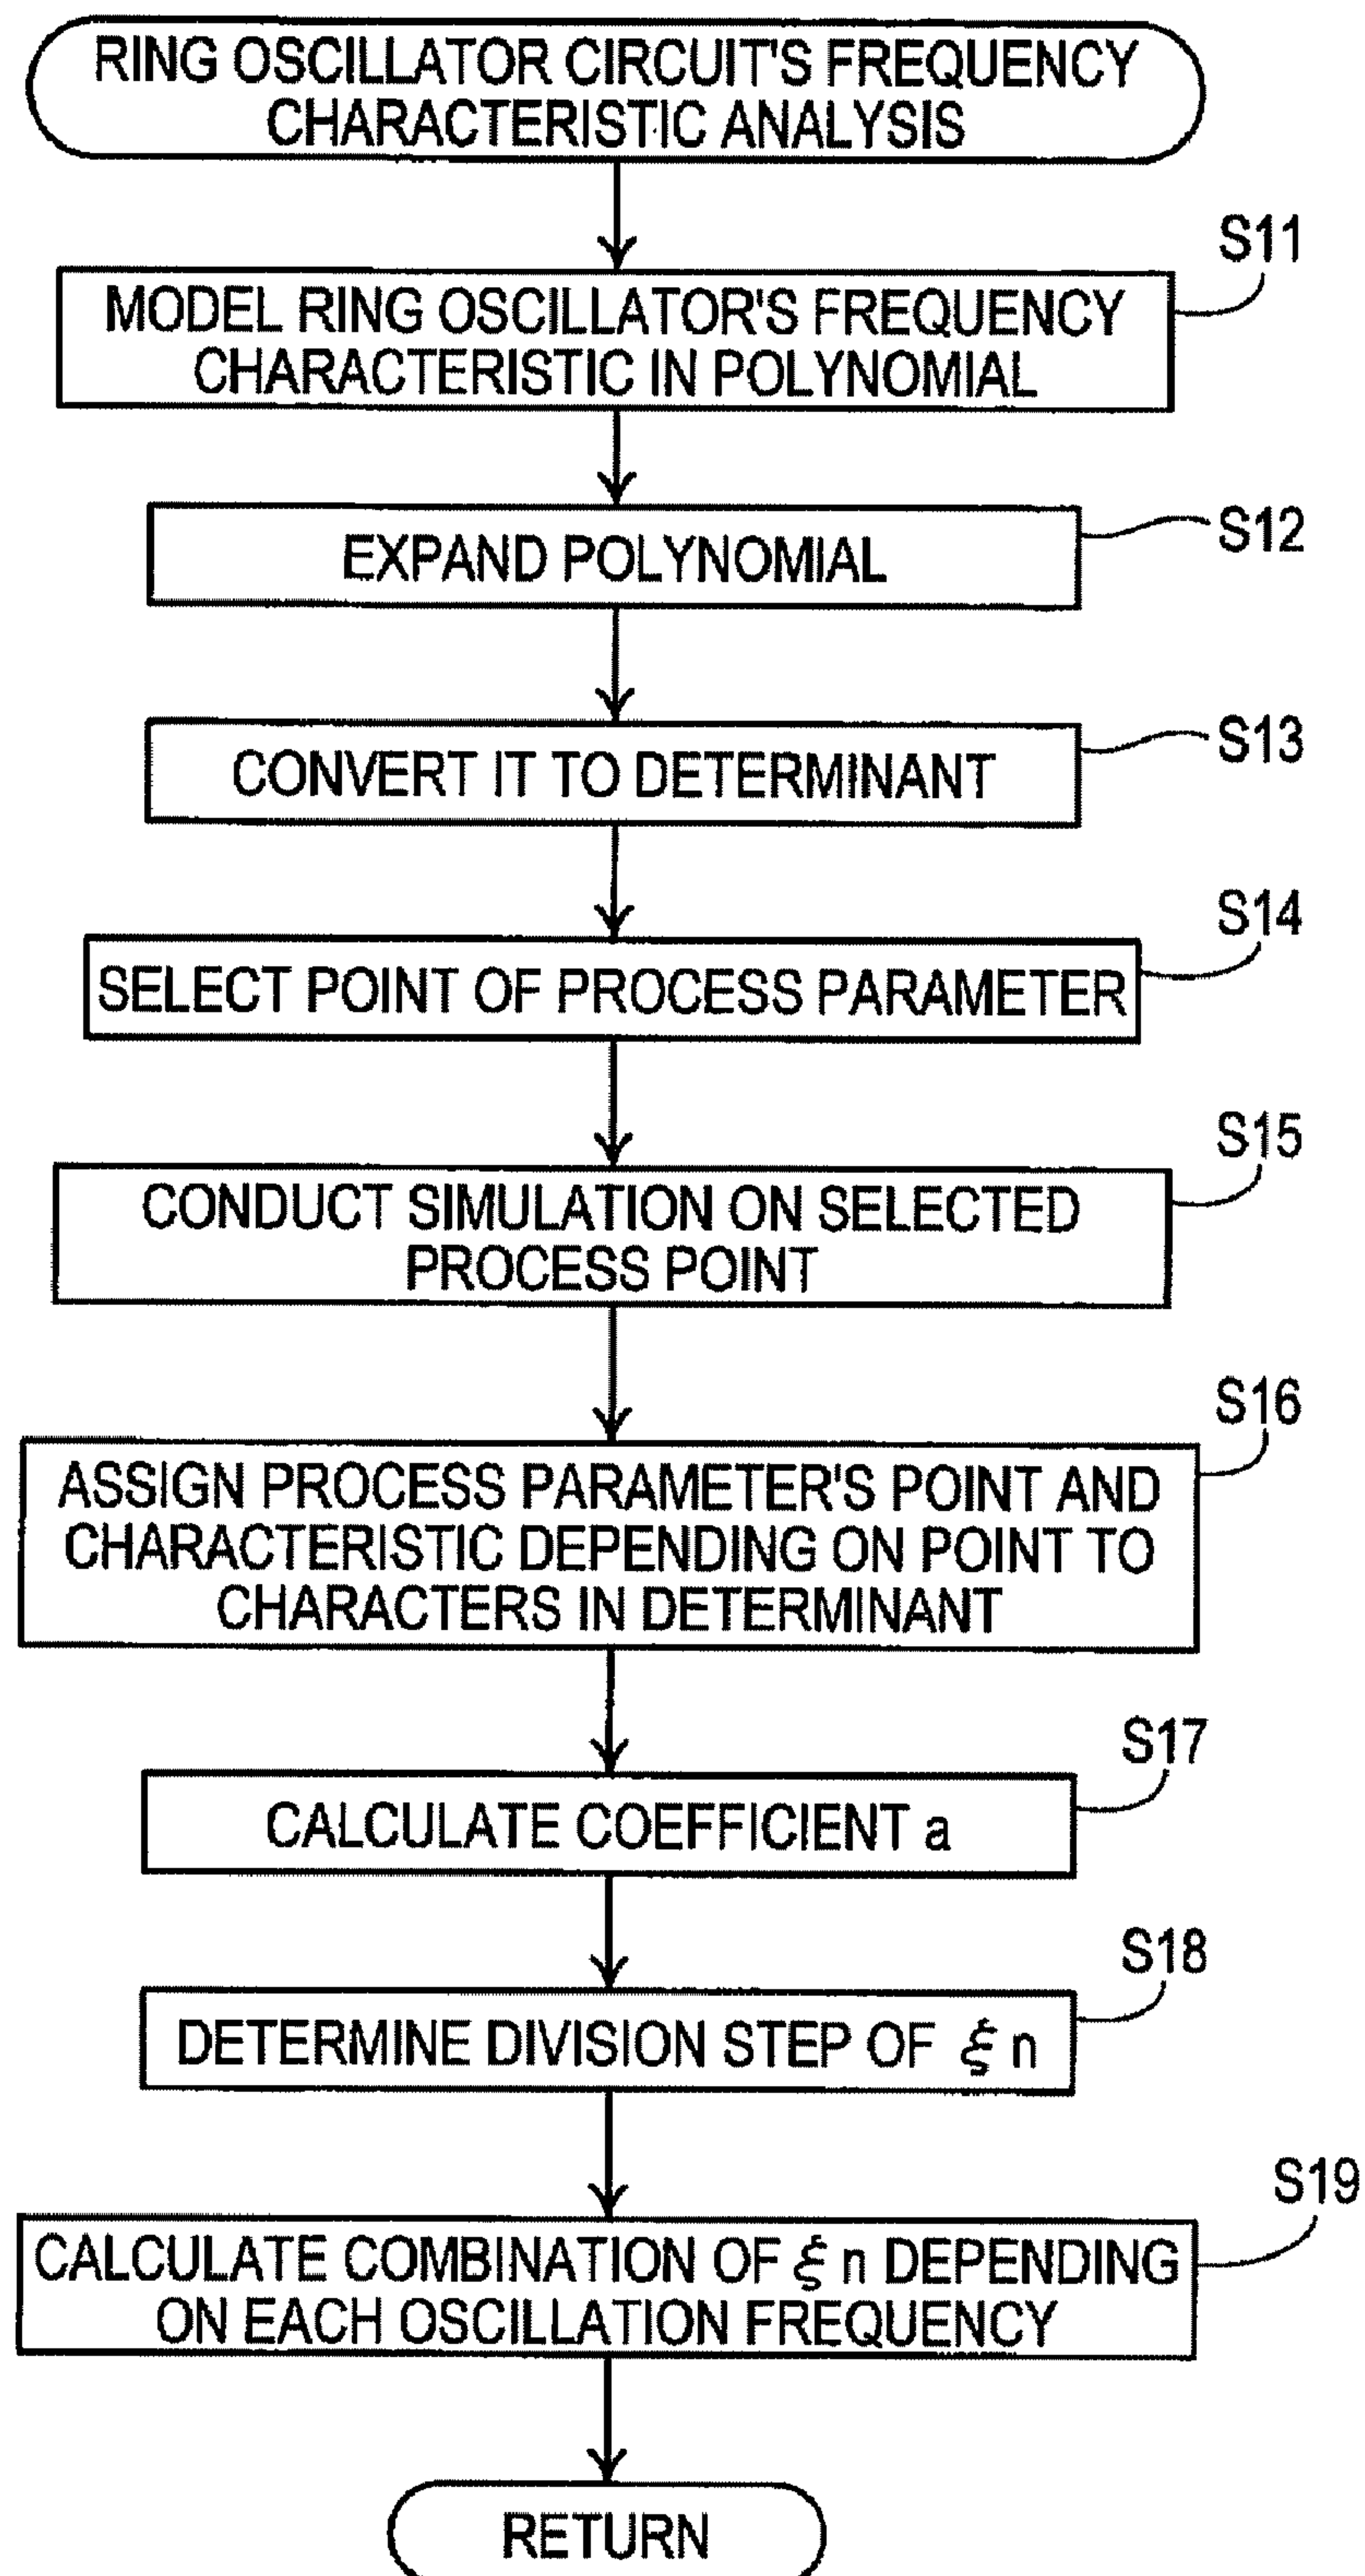 RING OSCILLATOR CIRCUIT'S FREQUENCY
CHARACTERISTIC ANALYSIS
S11
MODEL RING OSCILLATOR'S FREQUENCY
CHARACTERISTIC IN POLYNOMIAL
S12
EXPAND POLYNOMIAL
S13
CONVERT IT TO DETERMINANT
S14
SELECT POINT OF PROCESS PARAMETER
S15
CONDUCT SIMULATION ON SELECTED
PROCESS POINT
S16
ASSIGN PROCESS PARAMETER'S POINT AND
CHARACTERISTIC DEPENDING ON POINT TO
CHARACTERS IN DETERMINANT
S17
CALCULATE COEFFICIENT a
S18
DETERMINE DIVISION STEP OF ξ n
S19
CALCULATE COMBINATION OF ξ n DEPENDING
ON EACH OSCILLATION FREQUENCY
RETURN